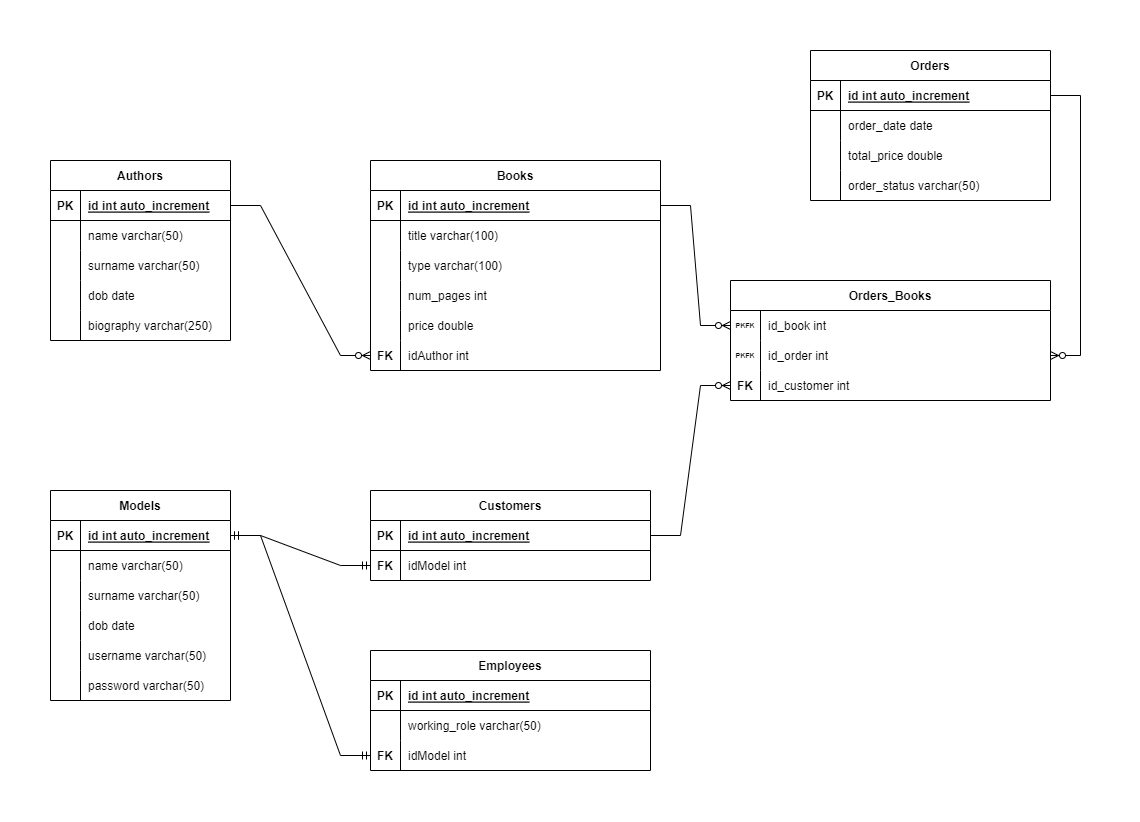 Orders
PK id int auto_increment
order_date date
total_price double
order_status varchar(50)
Authors
PK id int auto_increment
name varchar(50)
surname varchar(50)
dob date
biography varchar(250)
Books
PK id int auto_increment
title varchar(100)
type varchar(100)
num_pages int
price double
FK idAuthor int
Orders_Books
PKFK id_book int
PKFK id_order int
FK id_customer int
Models
PK id int auto_increment
name varchar(50)
surname varchar(50)
dob date
username varchar(50)
password varchar(50)
Customers
PK id int auto_increment
FK idModel int
Employees
PK id int auto_increment
working_role varchar(50)
FK idModel int